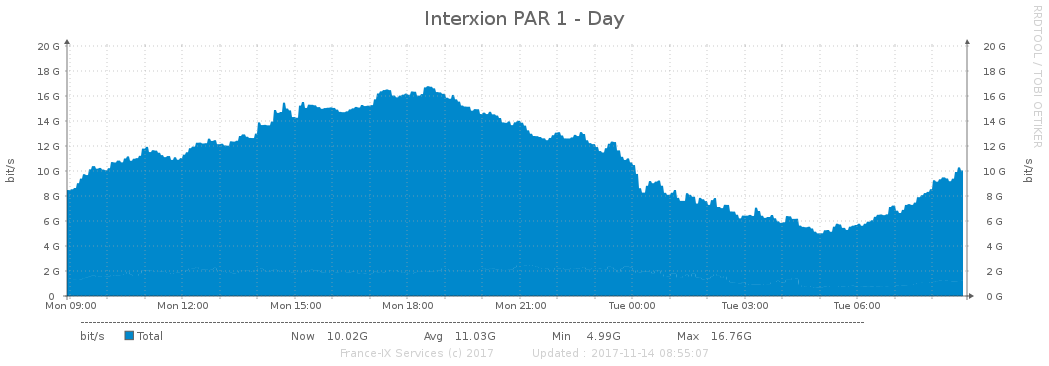 Interxion PAR 1 - Day
RRDTOOL / TOBI OETIKER
20 G 20 G
18 G 18 G
16 G 16 G
14 G 14 G
12 G 12 G
10 G 10 G
8 G 8 G
6 G 6 G
4 G 4 G
2 G 2 G
0 0 G
bit/s
bit/s
Mon 09:00 Mon 12:00 Mon 15:00 Mon 18:00 Mon 21:00 Tue 00:00 Tue 03:00 Tue 06:00
bit/s Total Now 10.02G Avg 11.03G Min 4.99G Max 16.76G
France-IX Services (c) 2017 Updated : 2017-11-14 08:55:07